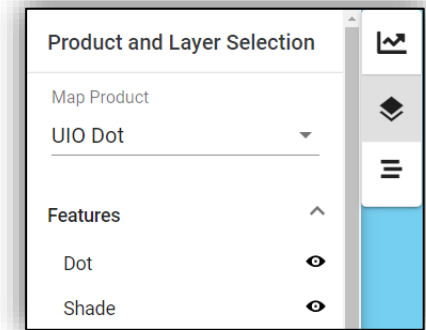 Product and Layer Selection
Map Product
UIO Dot
Features
Dot
Shade